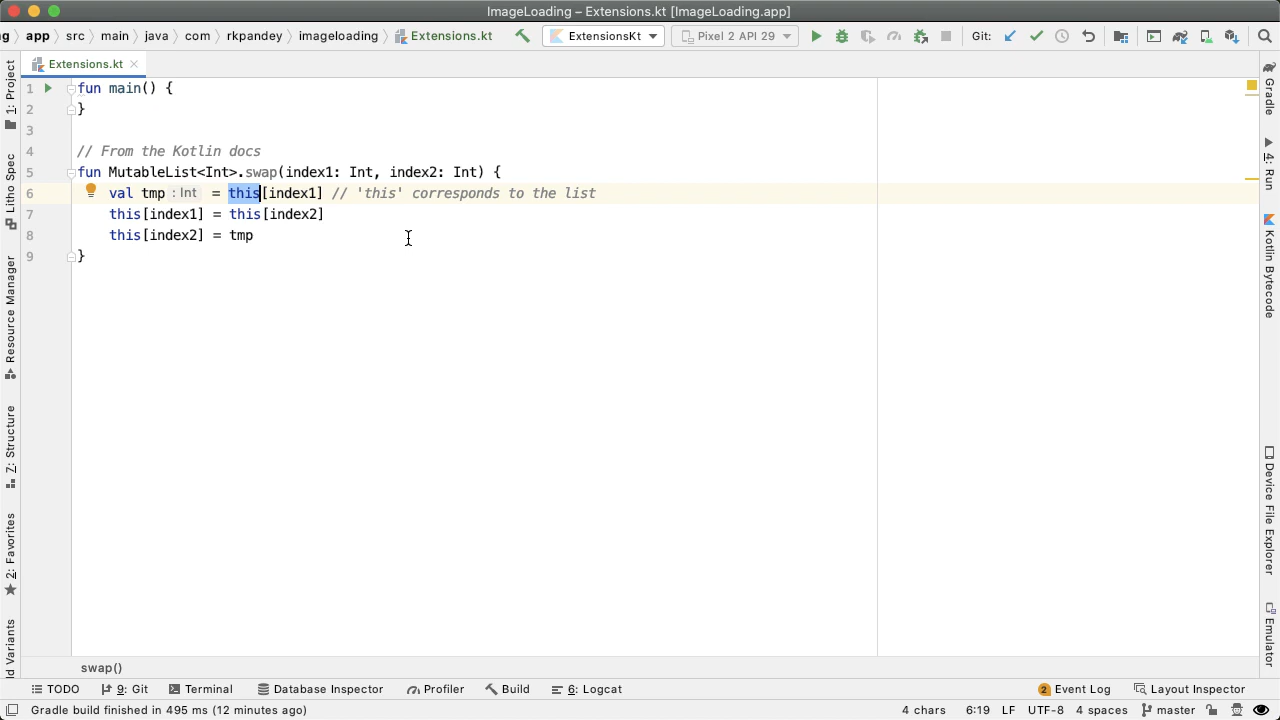 ImageLoading – Extensions.kt [ImageLoading.app]
g app src main java com rkpandey imageloading Extensions.kt ExtensionsKt Pixel 2 API 29 Git:
Extensions.kt
1 fun main() {
2 }
3
4 // From the Kotlin docs
5 fun MutableList<Int>.swap(index1: Int, index2: Int) {
6 val tmp : Int = this[index1] // 'this' corresponds to the list
7 this[index1] = this[index2]
8 this[index2] = tmp
9 }
1: Project
Litho Spec
Resource Manager
7: Structure
2: Favorites
ld Variants
Gradle
4: Run
Kotlin Bytecode
Device File Explorer
Emulator
swap()
TODO 9: Git Terminal Database Inspector Profiler Build 6: Logcat 2 Event Log Layout Inspector
Gradle build finished in 495 ms (12 minutes ago) 4 chars 6:19 LF UTF-8 4 spaces master